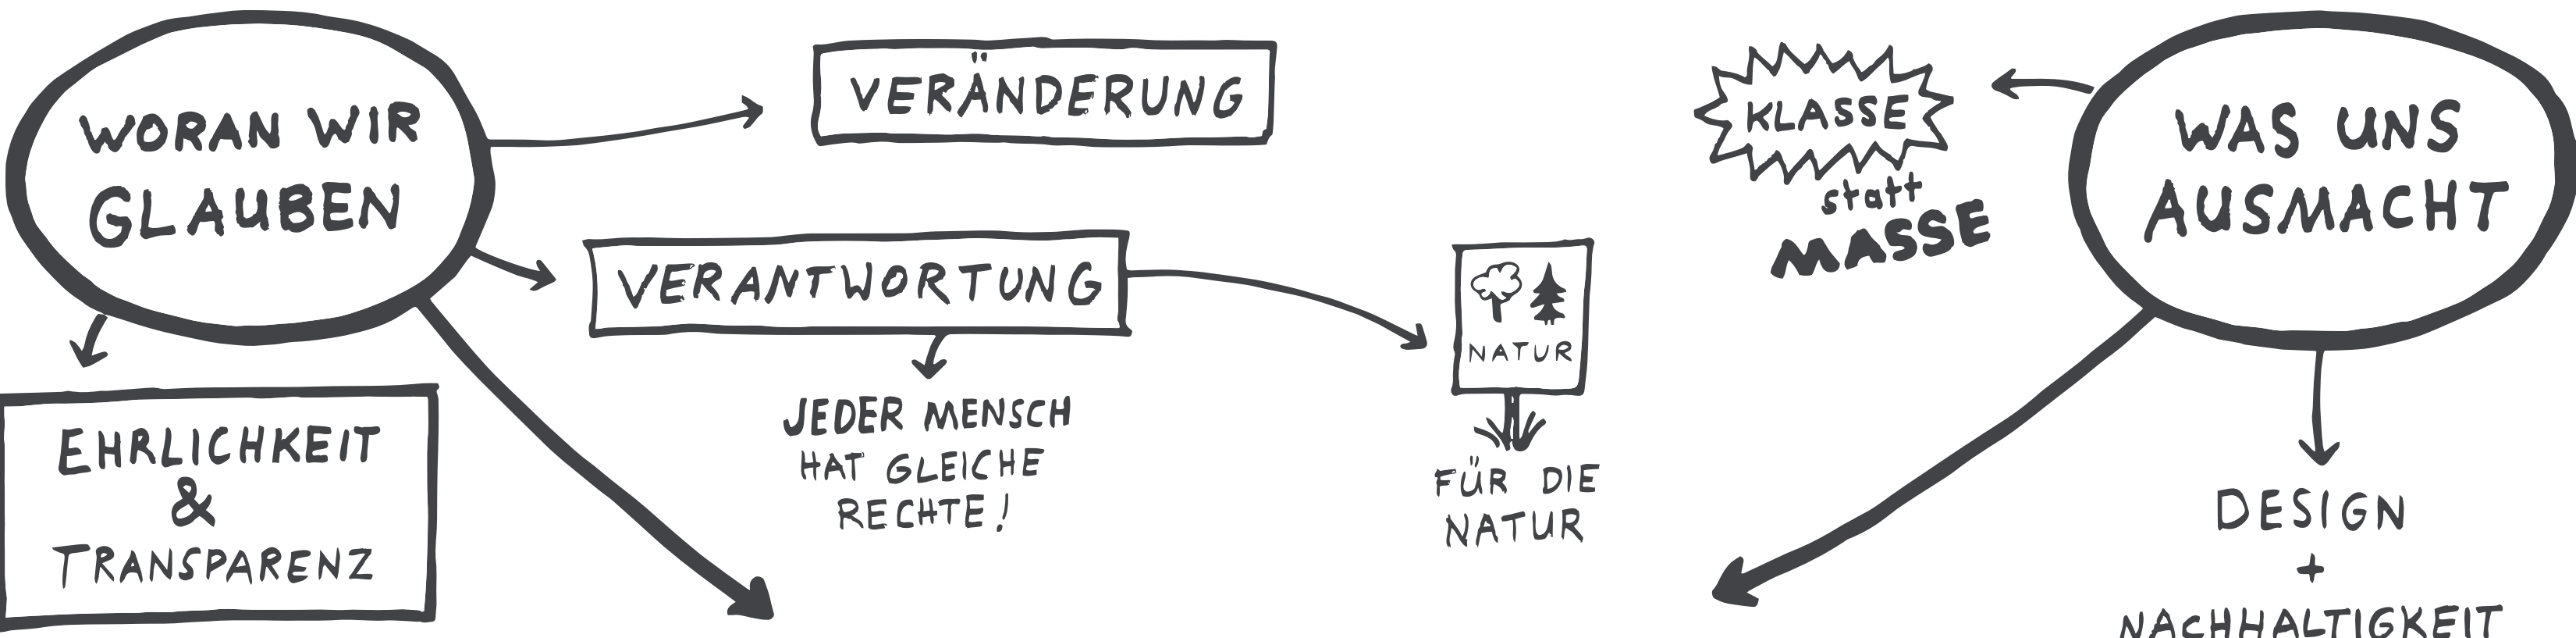 WORAN WIR
GLAUBEN
VERÄNDERUNG
VERANTWORTUNG
JEDER MENSCH
HAT GLEICHE
RECHTE!
NATUR
FÜR DIE
NATUR
EHRLICHKEIT
&
TRANSPARENZ
KLASSE
statt
MASSE
WAS UNS
AUSMACHT
DESIGN
+
NACHHALTIGKEIT